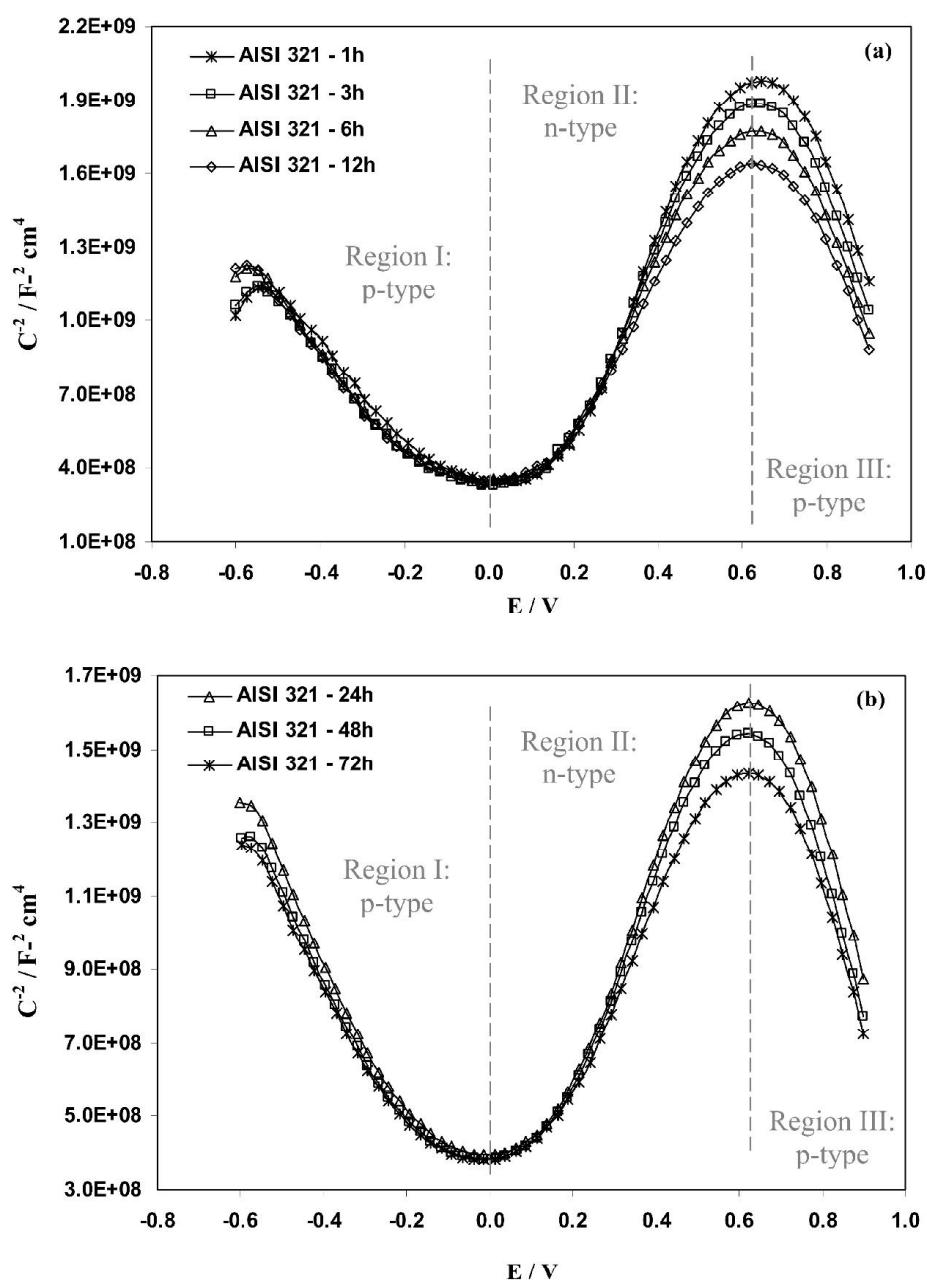 2.2E+09
1.9E+09
1.6E+09
1.3E+09
1.0E+09
7.0E+08
4.0E+08
1.0E+08
C⁻² / F-² cm⁴
AISI 321 - 1h
AISI 321 - 3h
AISI 321 - 6h
AISI 321 - 12h
(a)
Region I:
p-type
Region II:
n-type
Region III:
p-type
-0.8 -0.6 -0.4 -0.2 0.0 0.2 0.4 0.6 0.8 1.0
E / V
1.7E+09
1.5E+09
1.3E+09
1.1E+09
9.0E+08
7.0E+08
5.0E+08
3.0E+08
C⁻² / F-² cm⁴
AISI 321 - 24h
AISI 321 - 48h
AISI 321 - 72h
(b)
Region I:
p-type
Region II:
n-type
Region III:
p-type
-0.8 -0.6 -0.4 -0.2 0.0 0.2 0.4 0.6 0.8 1.0
E / V